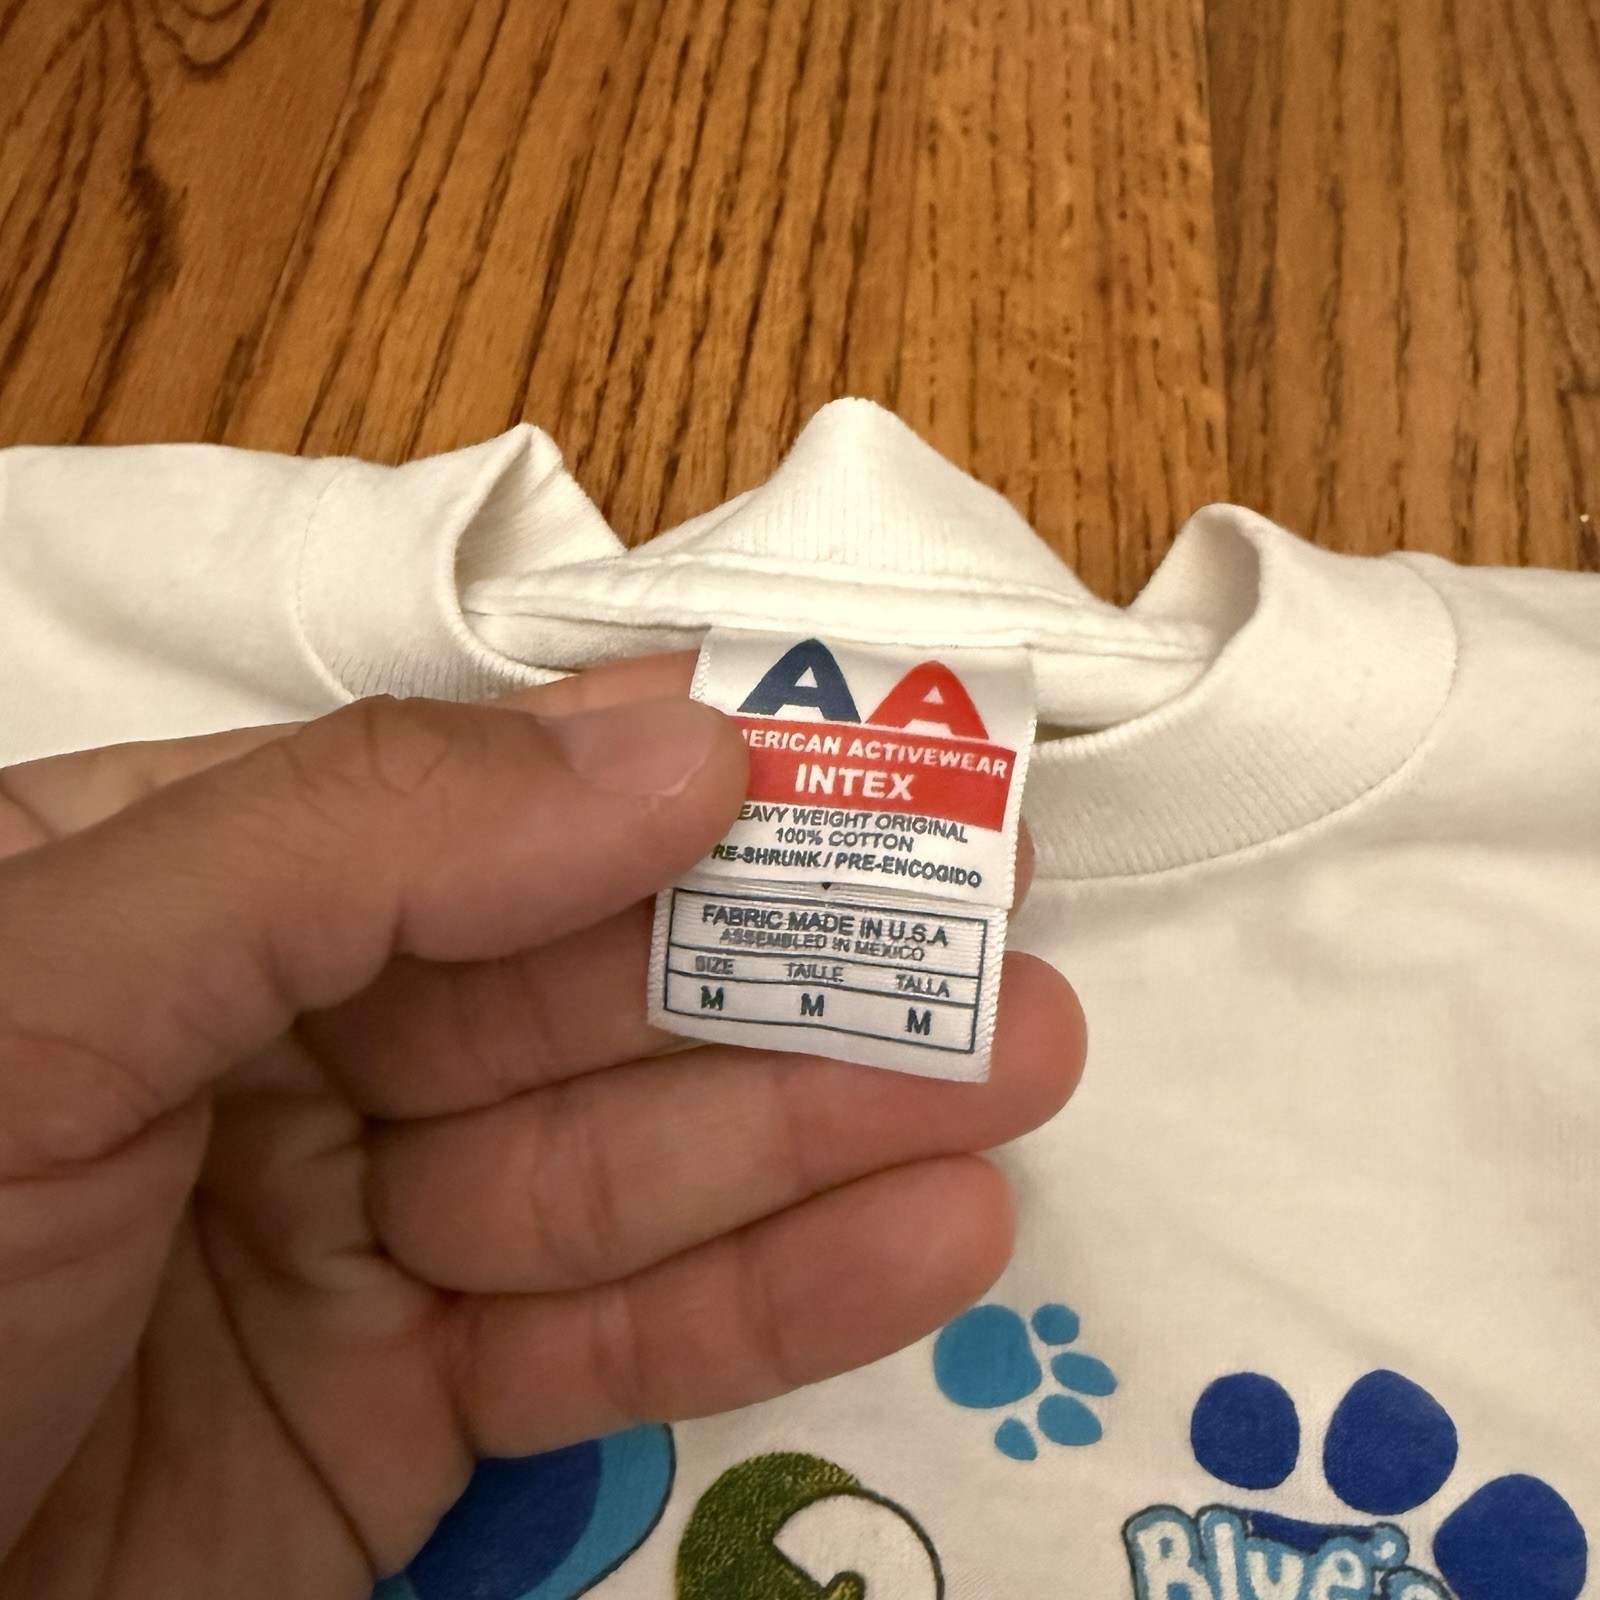 AA
ERICAN ACTIVEWEAR
INTEX
EAVY WEIGHT ORIGINAL
100% COTTON
RE-SHRUNK / PRE-ENCOGIDO
FABRIC MADE IN U.S.A
ASSEMBLED IN MEXICO
SIZE TAILLE TALLA
M M M
Blue's